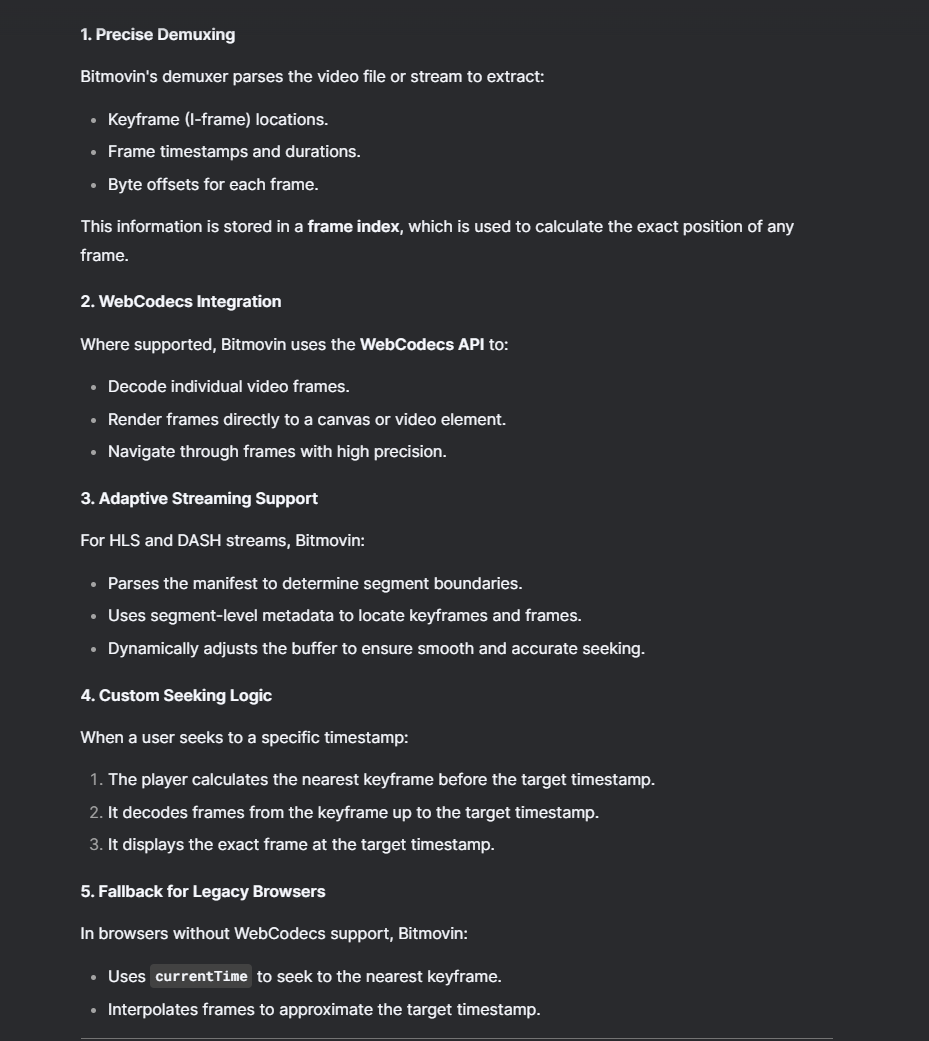 1. Precise Demuxing
Bitmovin's demuxer parses the video file or stream to extract:
• Keyframe (I-frame) locations.
• Frame timestamps and durations.
• Byte offsets for each frame.
This information is stored in a frame index, which is used to calculate the exact position of any
frame.
2. WebCodecs Integration
Where supported, Bitmovin uses the WebCodecs API to:
• Decode individual video frames.
• Render frames directly to a canvas or video element.
• Navigate through frames with high precision.
3. Adaptive Streaming Support
For HLS and DASH streams, Bitmovin:
• Parses the manifest to determine segment boundaries.
• Uses segment-level metadata to locate keyframes and frames.
• Dynamically adjusts the buffer to ensure smooth and accurate seeking.
4. Custom Seeking Logic
When a user seeks to a specific timestamp:
1. The player calculates the nearest keyframe before the target timestamp.
2. It decodes frames from the keyframe up to the target timestamp.
3. It displays the exact frame at the target timestamp.
5. Fallback for Legacy Browsers
In browsers without WebCodecs support, Bitmovin:
• Uses currentTime to seek to the nearest keyframe.
• Interpolates frames to approximate the target timestamp.